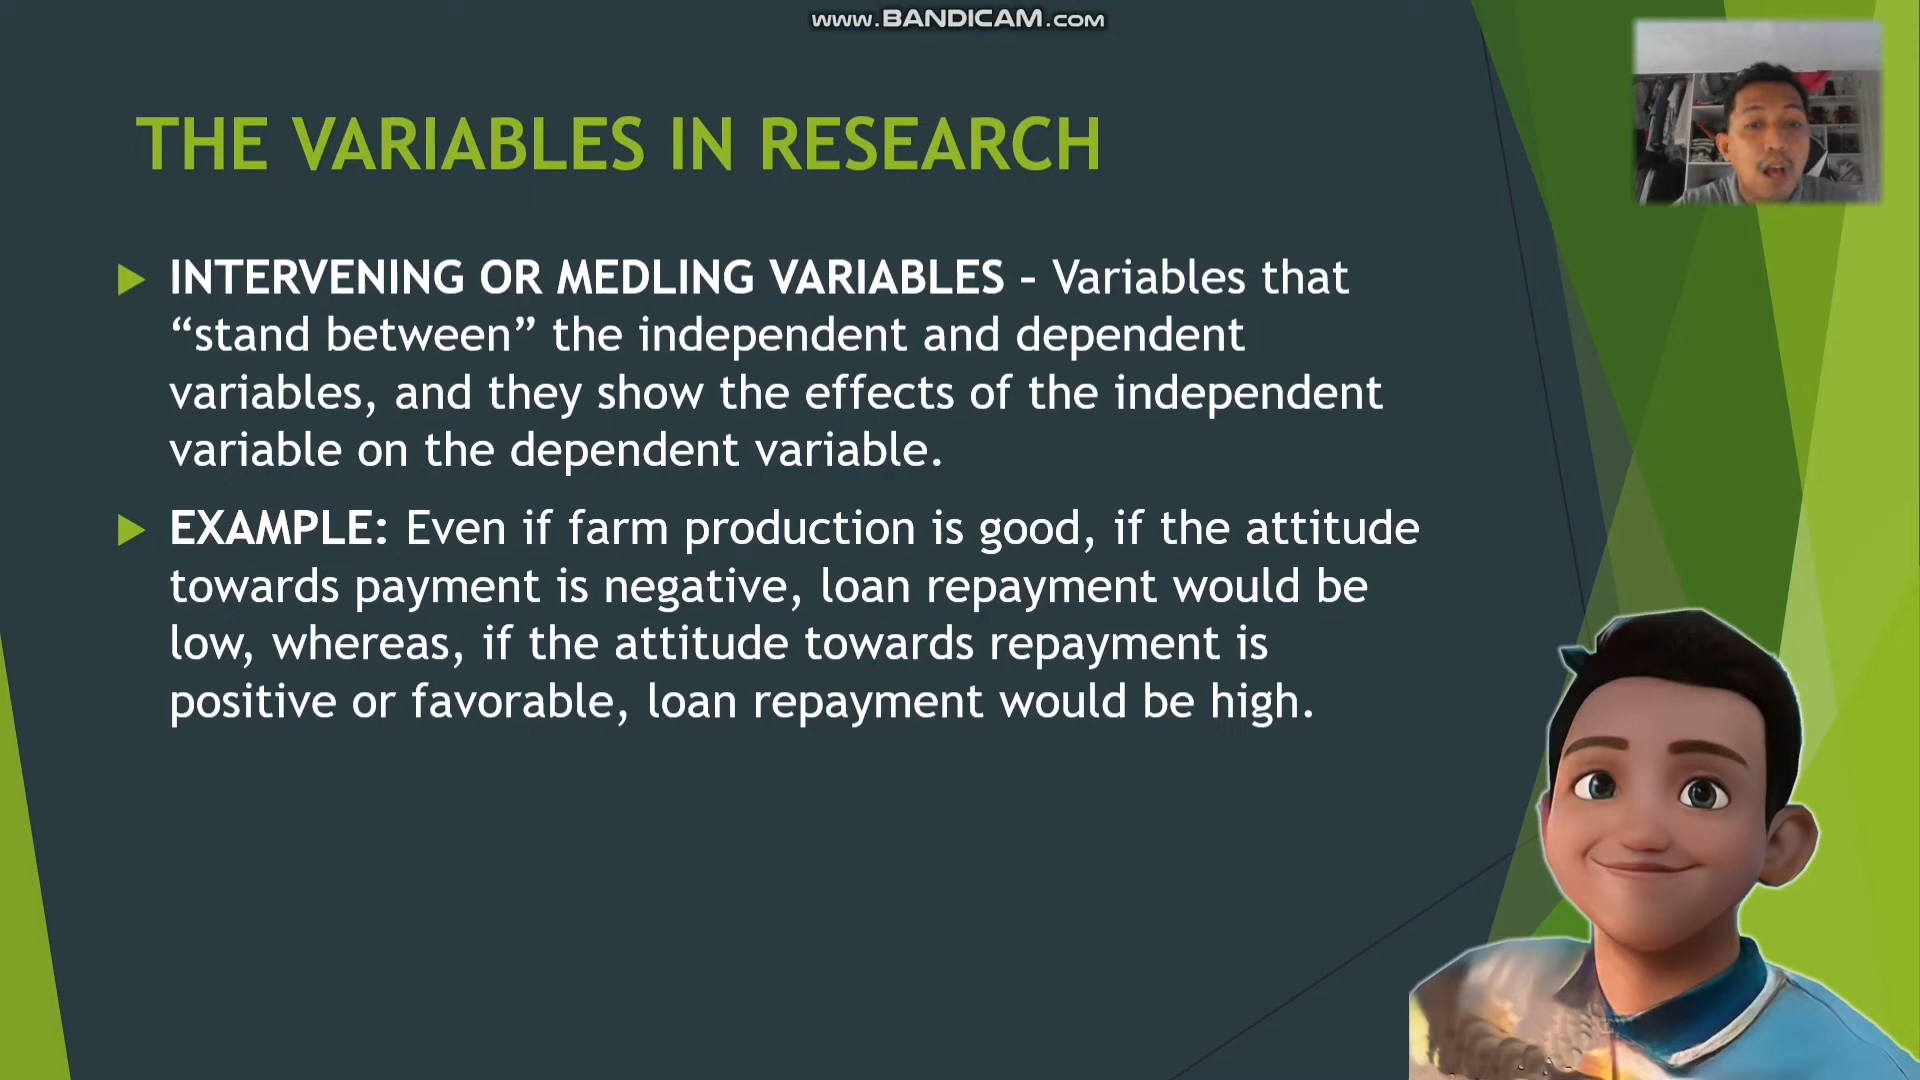 www.BANDICAM.com
THE VARIABLES IN RESEARCH
INTERVENING OR MEDLING VARIABLES – Variables that
“stand between” the independent and dependent
variables, and they show the effects of the independent
variable on the dependent variable.
EXAMPLE: Even if farm production is good, if the attitude
towards payment is negative, loan repayment would be
low, whereas, if the attitude towards repayment is
positive or favorable, loan repayment would be high.